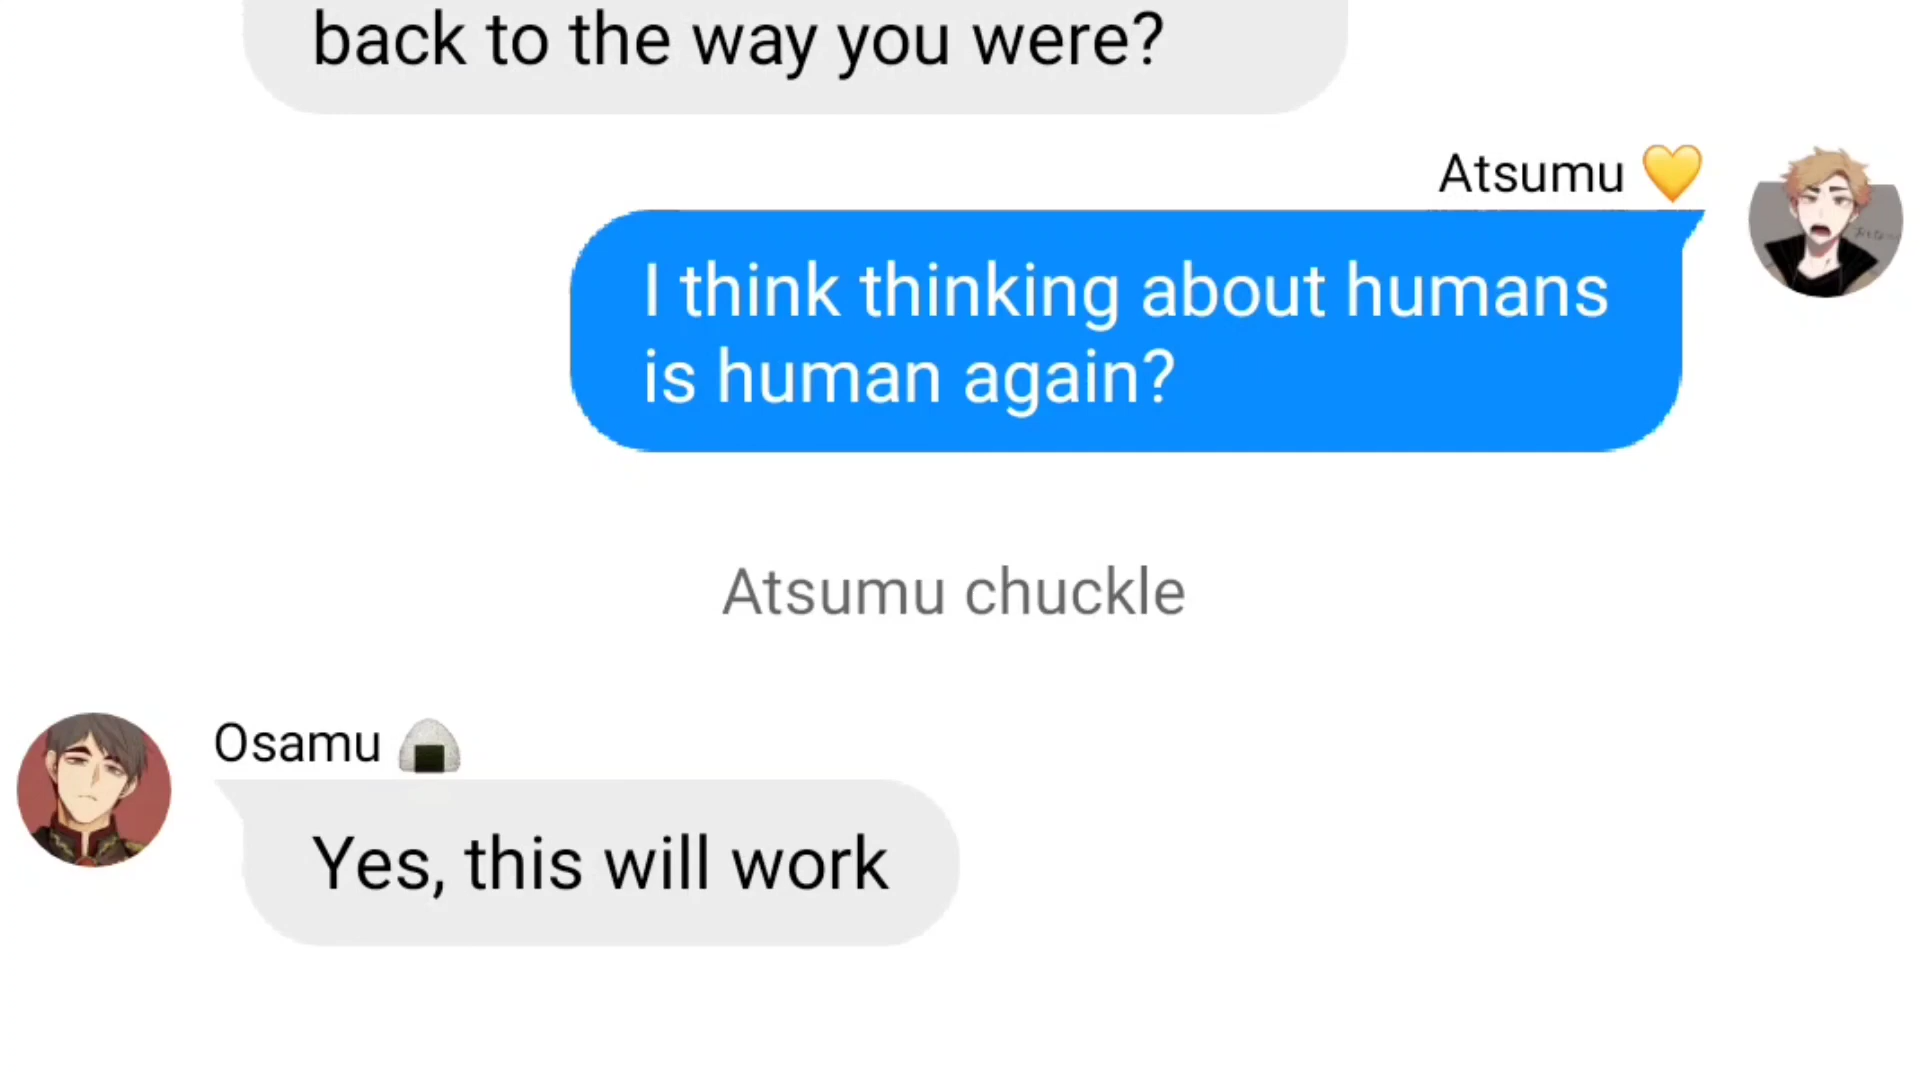 back to the way you were?
Atsumu 💛
I think thinking about humans
is human again?
Atsumu chuckle
Osamu 🍙
Yes, this will work